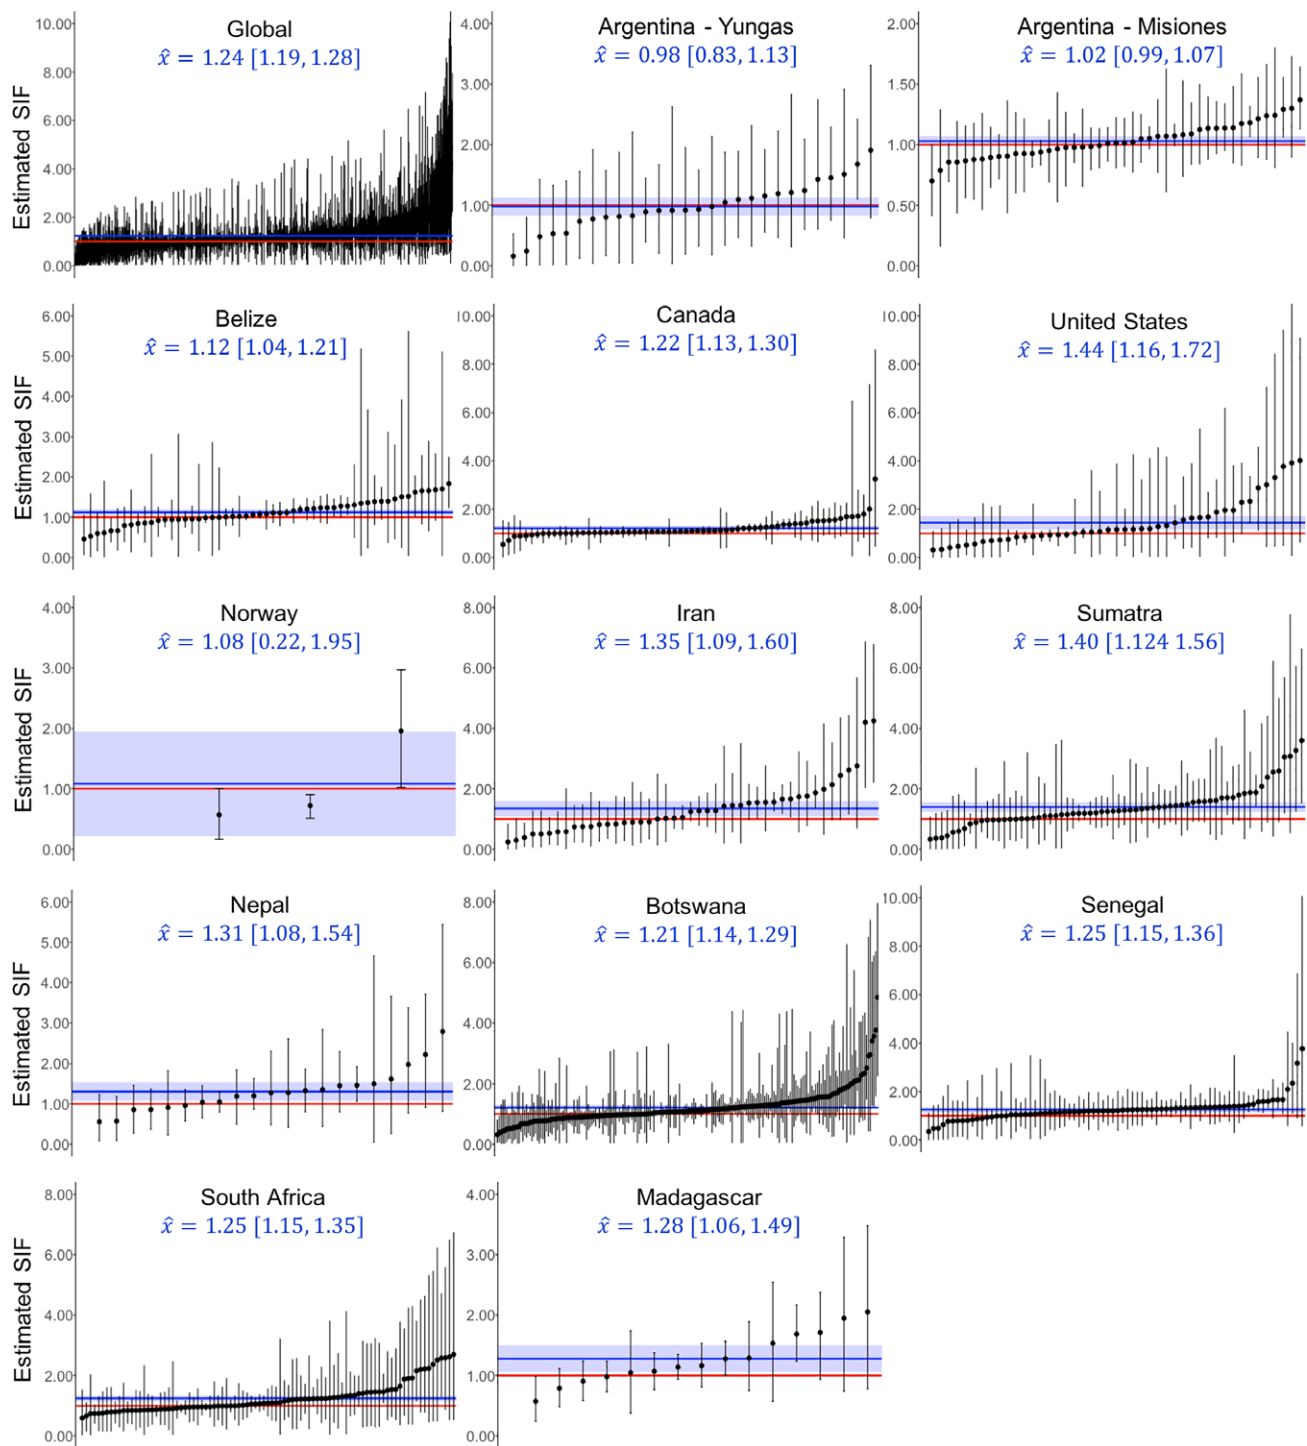 Global
x̂ = 1.24 [1.19, 1.28]
Estimated SIF
10.00
8.00
6.00
4.00
2.00
0.00
Argentina - Yungas
x̂ = 0.98 [0.83, 1.13]
4.00
3.00
2.00
1.00
0.00
Argentina - Misiones
x̂ = 1.02 [0.99, 1.07]
2.00
1.50
1.00
0.50
0.00
Belize
x̂ = 1.12 [1.04, 1.21]
Estimated SIF
6.00
5.00
4.00
3.00
2.00
1.00
0.00
Canada
x̂ = 1.22 [1.13, 1.30]
10.00
8.00
6.00
4.00
2.00
0.00
United States
x̂ = 1.44 [1.16, 1.72]
10.00
8.00
6.00
4.00
2.00
0.00
Norway
x̂ = 1.08 [0.22, 1.95]
Estimated SIF
4.00
3.00
2.00
1.00
0.00
Iran
x̂ = 1.35 [1.09, 1.60]
8.00
6.00
4.00
2.00
0.00
Sumatra
x̂ = 1.40 [1.124 1.56]
8.00
6.00
4.00
2.00
0.00
Nepal
x̂ = 1.31 [1.08, 1.54]
Estimated SIF
6.00
5.00
4.00
3.00
2.00
1.00
0.00
Botswana
x̂ = 1.21 [1.14, 1.29]
8.00
6.00
4.00
2.00
0.00
Senegal
x̂ = 1.25 [1.15, 1.36]
10.00
8.00
6.00
4.00
2.00
0.00
South Africa
x̂ = 1.25 [1.15, 1.35]
Estimated SIF
8.00
6.00
4.00
2.00
0.00
Madagascar
x̂ = 1.28 [1.06, 1.49]
4.00
3.00
2.00
1.00
0.00